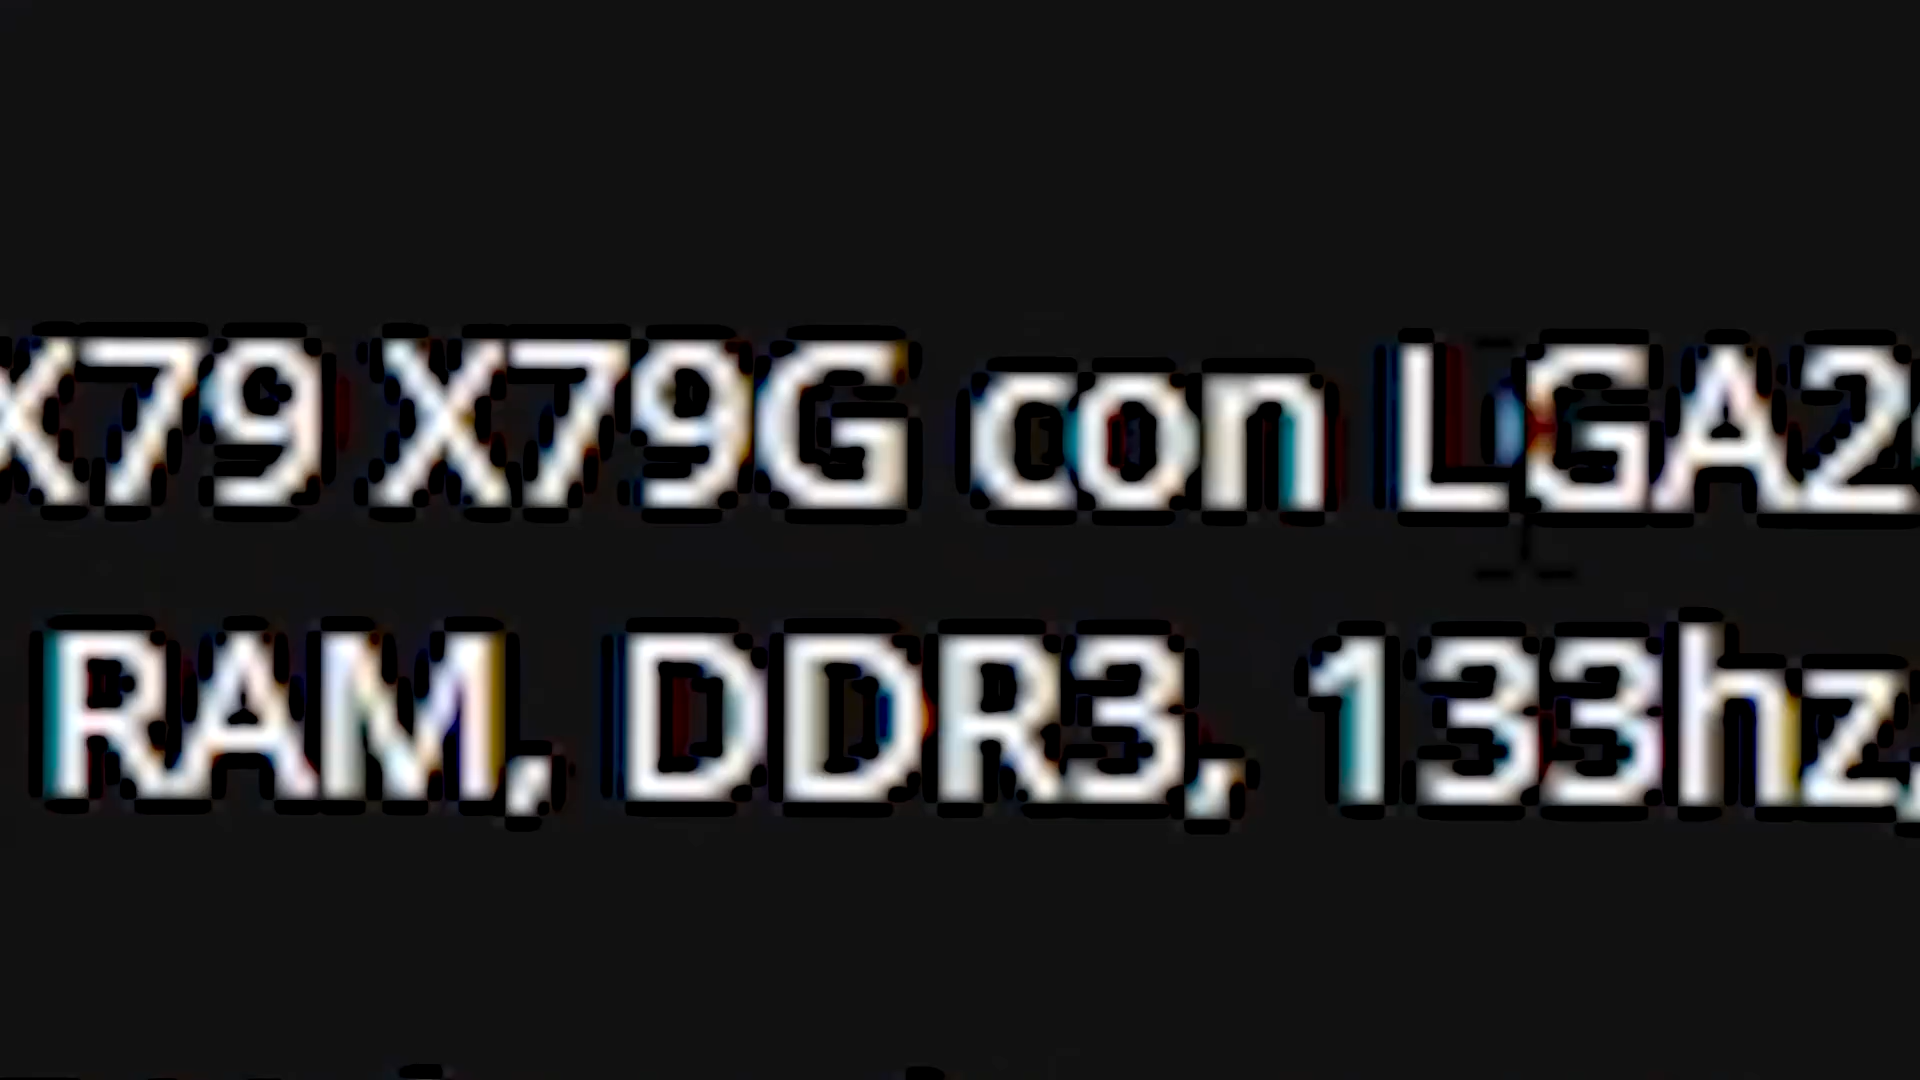 X79 X79G con LGA2
RAM, DDR3, 133hz,